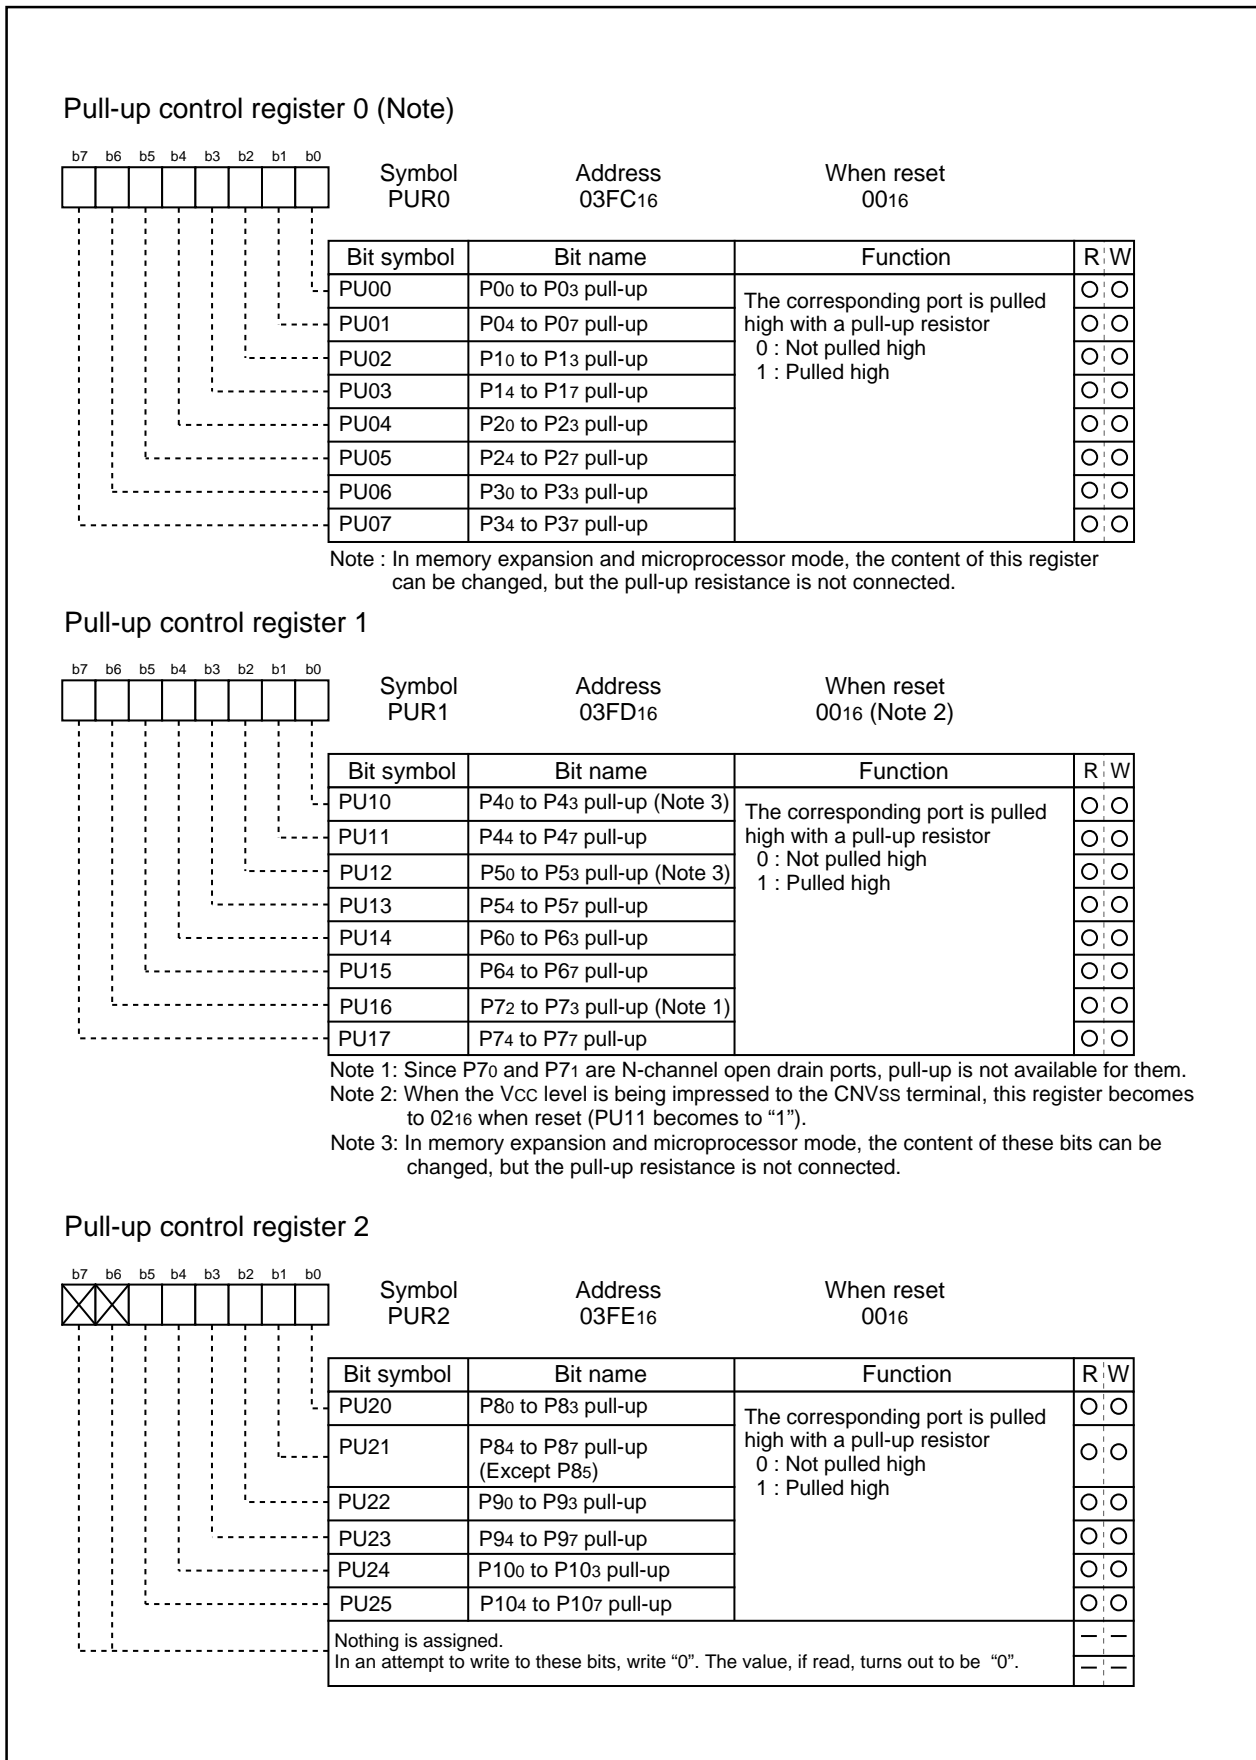 Pull-up control register 0 (Note)
b7 b6 b5 b4 b3 b2 b1 b0
Symbol Address When reset
PUR0 03FC16 0016
Bit symbol Bit name Function R W
PU00 P00 to P03 pull-up The corresponding port is pulled
PU01 P04 to P07 pull-up high with a pull-up resistor
PU02 P10 to P13 pull-up 0 : Not pulled high
PU03 P14 to P17 pull-up 1 : Pulled high
PU04 P20 to P23 pull-up
PU05 P24 to P27 pull-up
PU06 P30 to P33 pull-up
PU07 P34 to P37 pull-up
Note : In memory expansion and microprocessor mode, the content of this register
can be changed, but the pull-up resistance is not connected.
Pull-up control register 1
b7 b6 b5 b4 b3 b2 b1 b0
Symbol Address When reset
PUR1 03FD16 0016 (Note 2)
Bit symbol Bit name Function R W
PU10 P40 to P43 pull-up (Note 3) The corresponding port is pulled
PU11 P44 to P47 pull-up high with a pull-up resistor
PU12 P50 to P53 pull-up (Note 3) 0 : Not pulled high
PU13 P54 to P57 pull-up 1 : Pulled high
PU14 P60 to P63 pull-up
PU15 P64 to P67 pull-up
PU16 P72 to P73 pull-up (Note 1)
PU17 P74 to P77 pull-up
Note 1: Since P70 and P71 are N-channel open drain ports, pull-up is not available for them.
Note 2: When the VCC level is being impressed to the CNVSS terminal, this register becomes
to 0216 when reset (PU11 becomes to “1”).
Note 3: In memory expansion and microprocessor mode, the content of these bits can be
changed, but the pull-up resistance is not connected.
Pull-up control register 2
b7 b6 b5 b4 b3 b2 b1 b0
Symbol Address When reset
PUR2 03FE16 0016
Bit symbol Bit name Function R W
PU20 P80 to P83 pull-up The corresponding port is pulled
PU21 P84 to P87 pull-up high with a pull-up resistor
(Except P85) 0 : Not pulled high
PU22 P90 to P93 pull-up 1 : Pulled high
PU23 P94 to P97 pull-up
PU24 P100 to P103 pull-up
PU25 P104 to P107 pull-up
Nothing is assigned.
In an attempt to write to these bits, write “0”. The value, if read, turns out to be “0”.